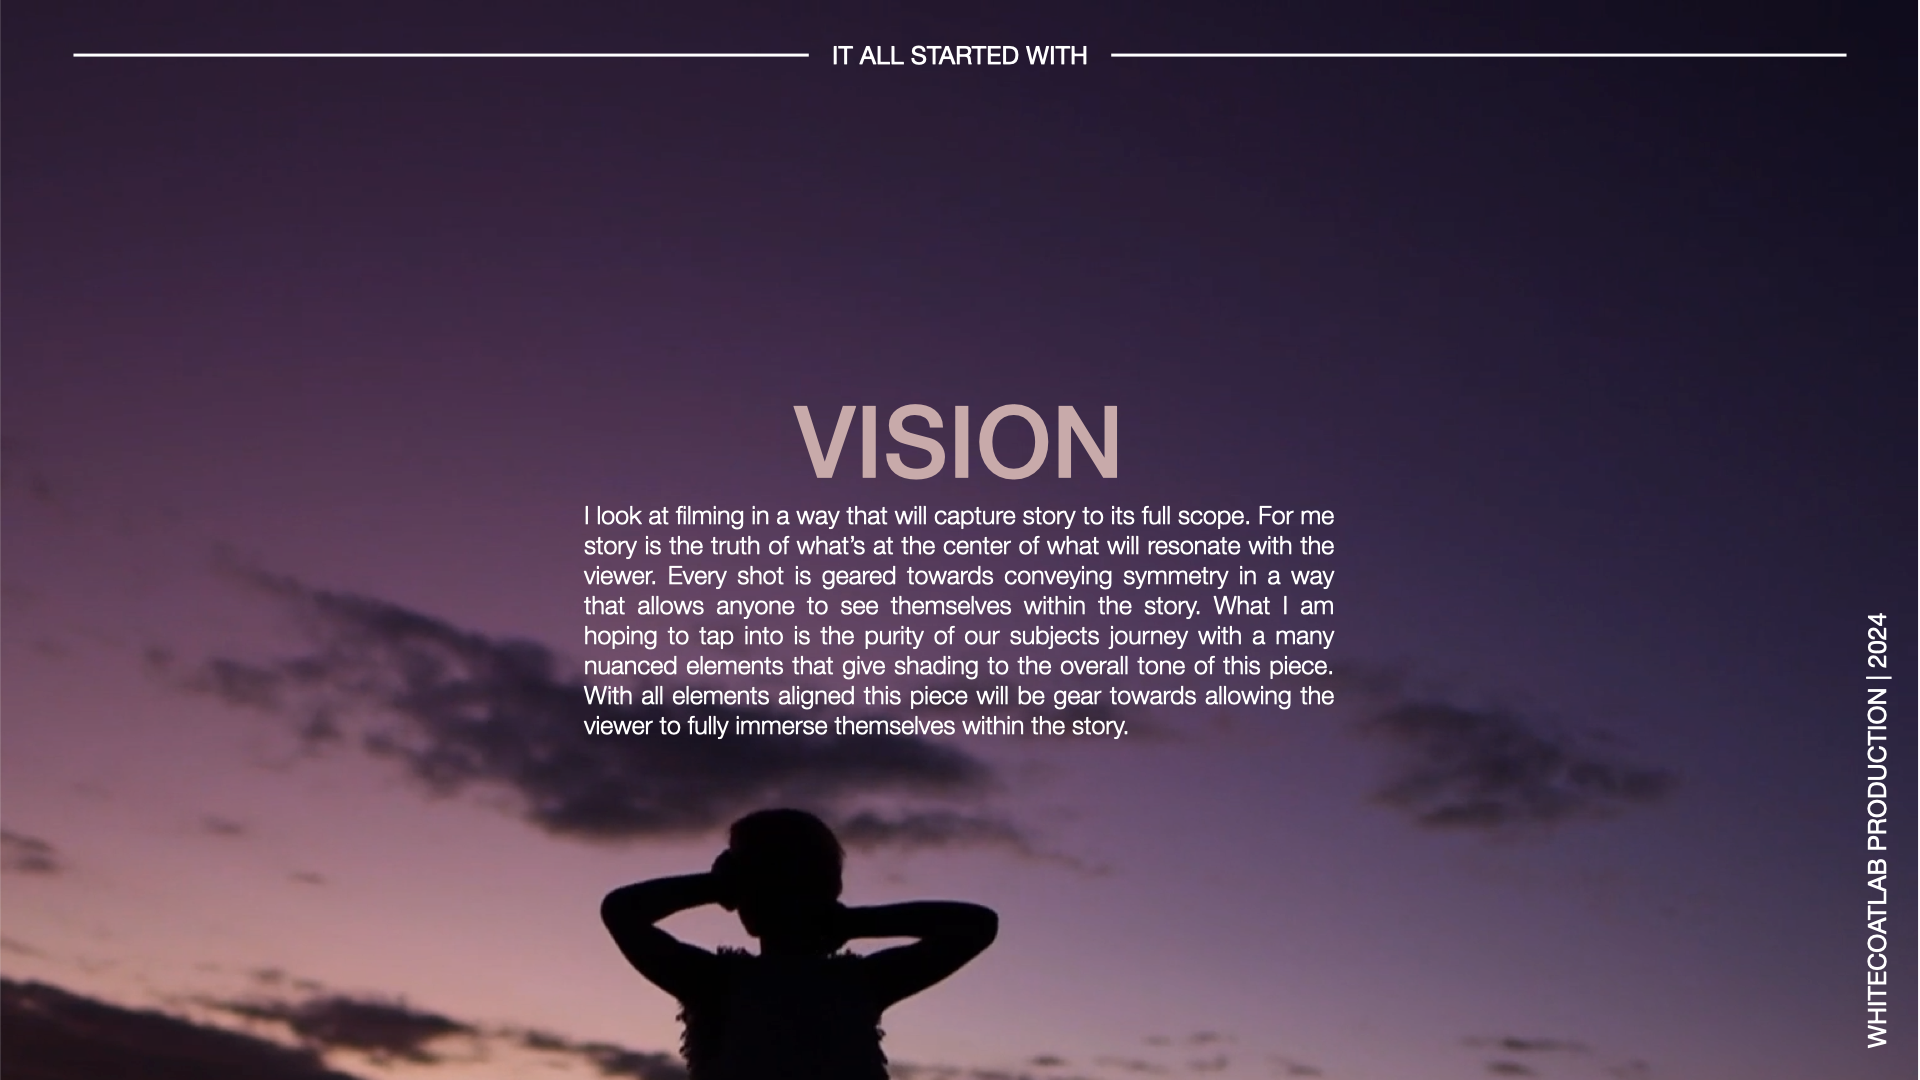 IT ALL STARTED WITH
VISION
I look at filming in a way that will capture story to its full scope. For me
story is the truth of what’s at the center of what will resonate with the
viewer. Every shot is geared towards conveying symmetry in a way
that allows anyone to see themselves within the story. What I am
hoping to tap into is the purity of our subjects journey with a many
nuanced elements that give shading to the overall tone of this piece.
With all elements aligned this piece will be gear towards allowing the
viewer to fully immerse themselves within the story.
WHITECOATLAB PRODUCTION | 2024